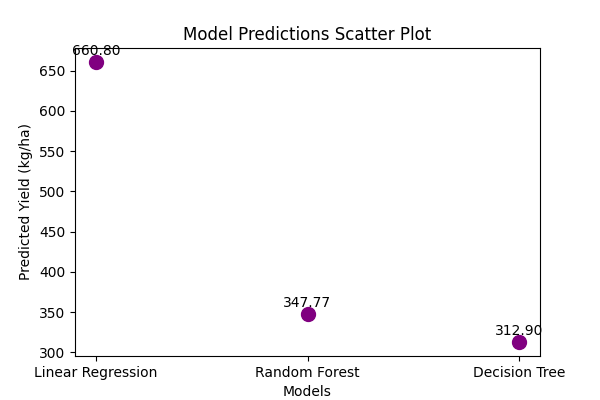 Model Predictions Scatter Plot
660.80
650
600
550
500
450
400
350
300
347.77
312.90
Predicted Yield (kg/ha)
Linear Regression
Random Forest
Decision Tree
Models